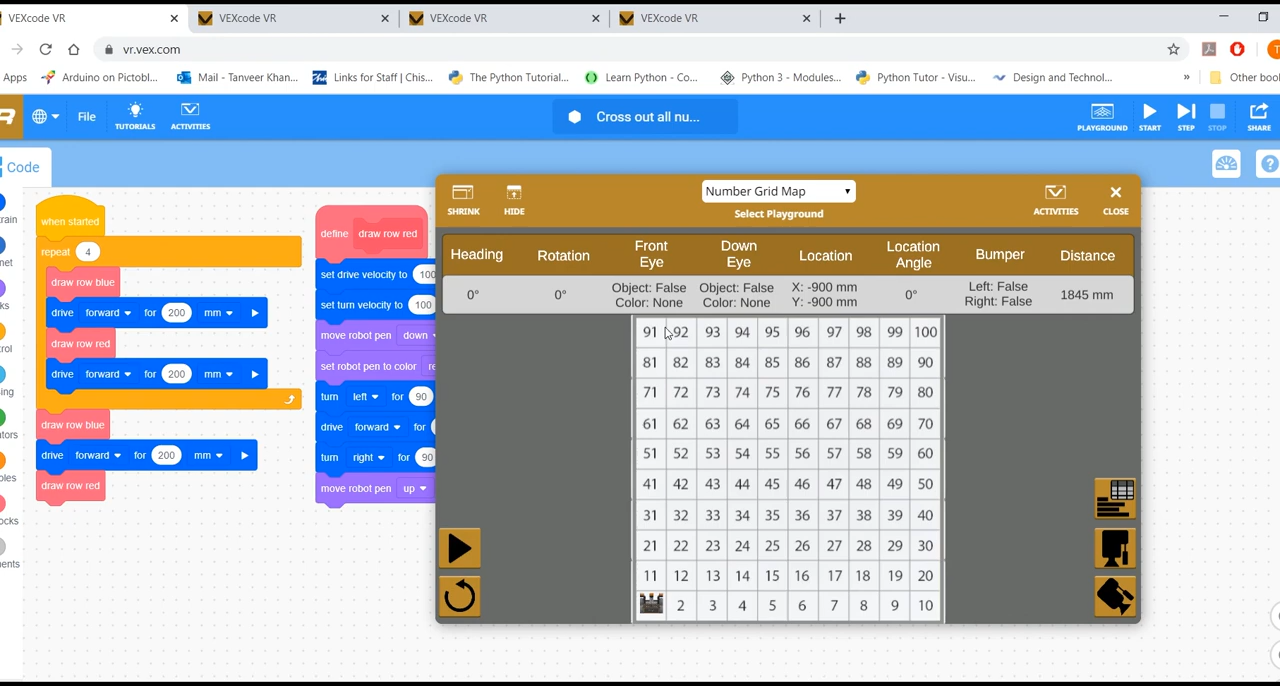 VEXcode VR × VEXcode VR × VEXcode VR × VEXcode VR × +
vr.vex.com
Apps Arduino on Pictobl... Mail - Tanveer Khan... Links for Staff | Chis... The Python Tutorial... Learn Python - Co... Python 3 - Modules... Python Tutor - Visu... Design and Technol... » Other bool
File TUTORIALS ACTIVITIES Cross out all nu... PLAYGROUND START STEP STOP SHARE
Code
when started
repeat 4
draw row blue
drive forward for 200 mm
draw row red
drive forward for 200 mm
draw row blue
drive forward for 200 mm
draw row red
define draw row red
set drive velocity to 100
set turn velocity to 100
move robot pen down
set robot pen to color re
turn left for 90
drive forward for
turn right for 90
move robot pen up
SHRINK HIDE Number Grid Map ACTIVITIES CLOSE
Select Playground
Heading Rotation Front Eye Down Eye Location Location Angle Bumper Distance
0° 0° Object: False Object: False X: -900 mm 0° Left: False 1845 mm
Color: None Color: None Y: -900 mm Right: False
91 92 93 94 95 96 97 98 99 100
81 82 83 84 85 86 87 88 89 90
71 72 73 74 75 76 77 78 79 80
61 62 63 64 65 66 67 68 69 70
51 52 53 54 55 56 57 58 59 60
41 42 43 44 45 46 47 48 49 50
31 32 33 34 35 36 37 38 39 40
21 22 23 24 25 26 27 28 29 30
11 12 13 14 15 16 17 18 19 20
2 3 4 5 6 7 8 9 10